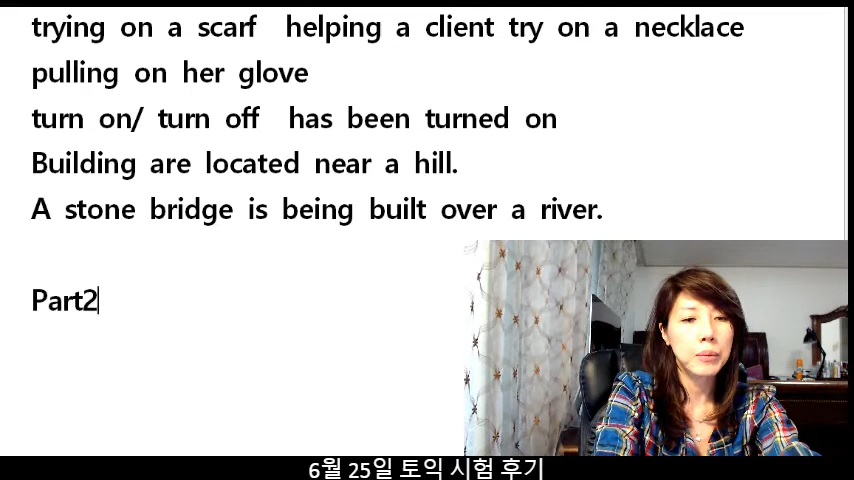 trying on a scarf helping a client try on a necklace
pulling on her glove
turn on/ turn off has been turned on
Building are located near a hill.
A stone bridge is being built over a river.
Part2
6월 25일 토익 시험 후기